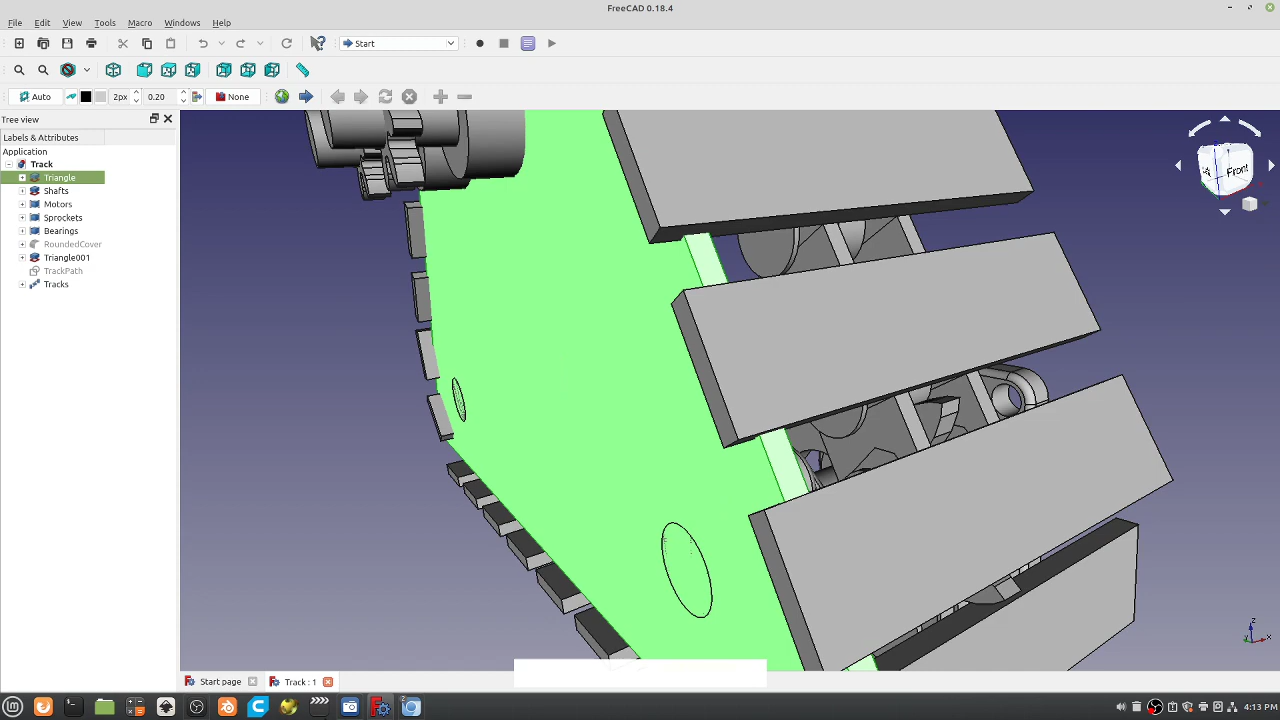 FreeCAD 0.18.4
File Edit View Tools Macro Windows Help
Start
Auto 2px 0.20 None
Tree view
Labels & Attributes
Application
Track
Triangle
Shafts
Motors
Sprockets
Bearings
RoundedCover
Triangle001
TrackPath
Tracks
Front
Z
X
Start page Track : 1
2
4:13 PM